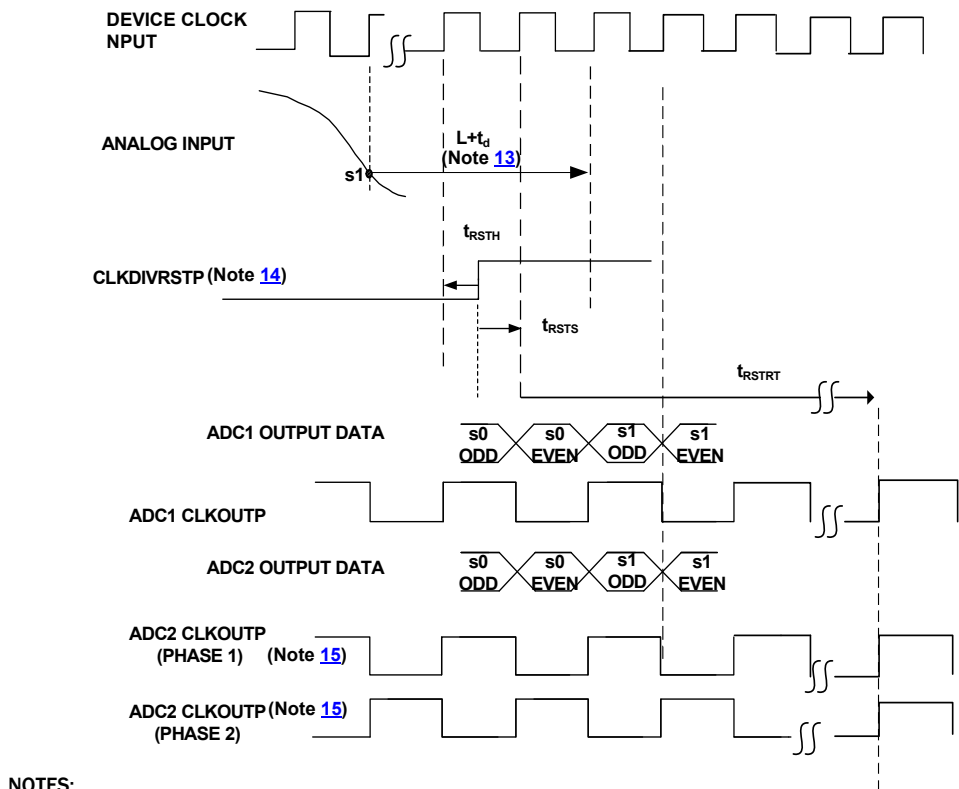 DEVICE CLOCK
NPUT
ANALOG INPUT
L+td
(Note 13)
s1
tRSTH
CLKDIVRSTP (Note 14)
tRSTS
tRSTRT
ADC1 OUTPUT DATA
s0 s0 s1 s1
ODD EVEN ODD EVEN
ADC1 CLKOUTP
ADC2 OUTPUT DATA
s0 s0 s1 s1
ODD EVEN ODD EVEN
ADC2 CLKOUTP
(PHASE 1) (Note 15)
ADC2 CLKOUTP (Note 15)
(PHASE 2)
NOTES: